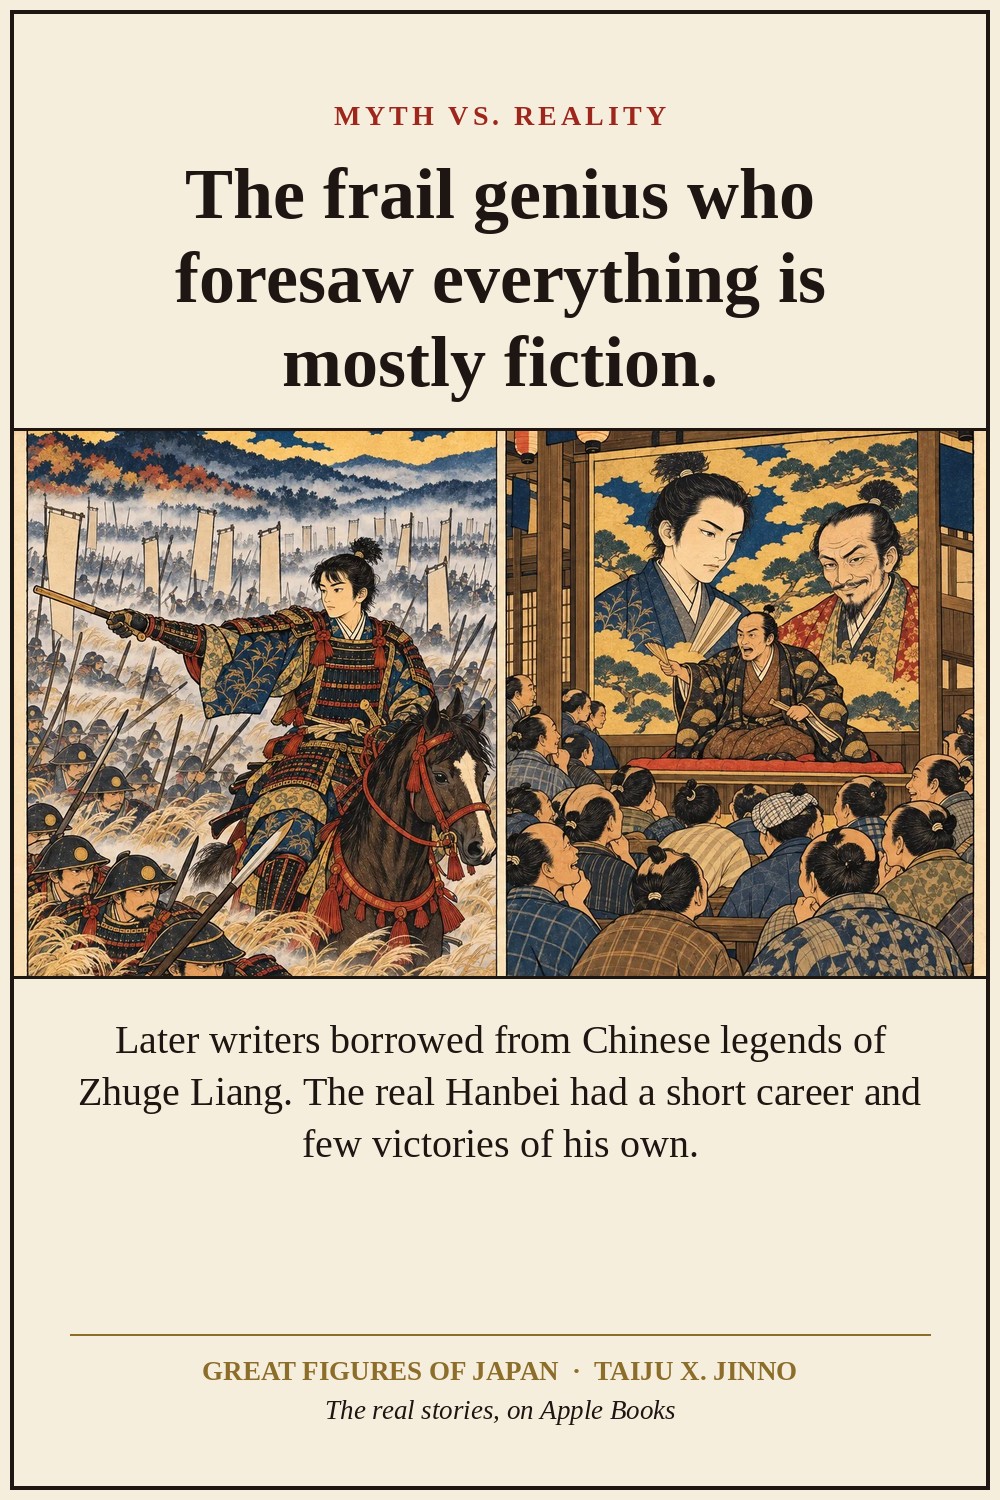 MYTH VS. REALITY
The frail genius who
foresaw everything is
mostly fiction.
Later writers borrowed from Chinese legends of
Zhuge Liang. The real Hanbei had a short career and
few victories of his own.
GREAT FIGURES OF JAPAN · TAIJU X. JINNO
The real stories, on Apple Books